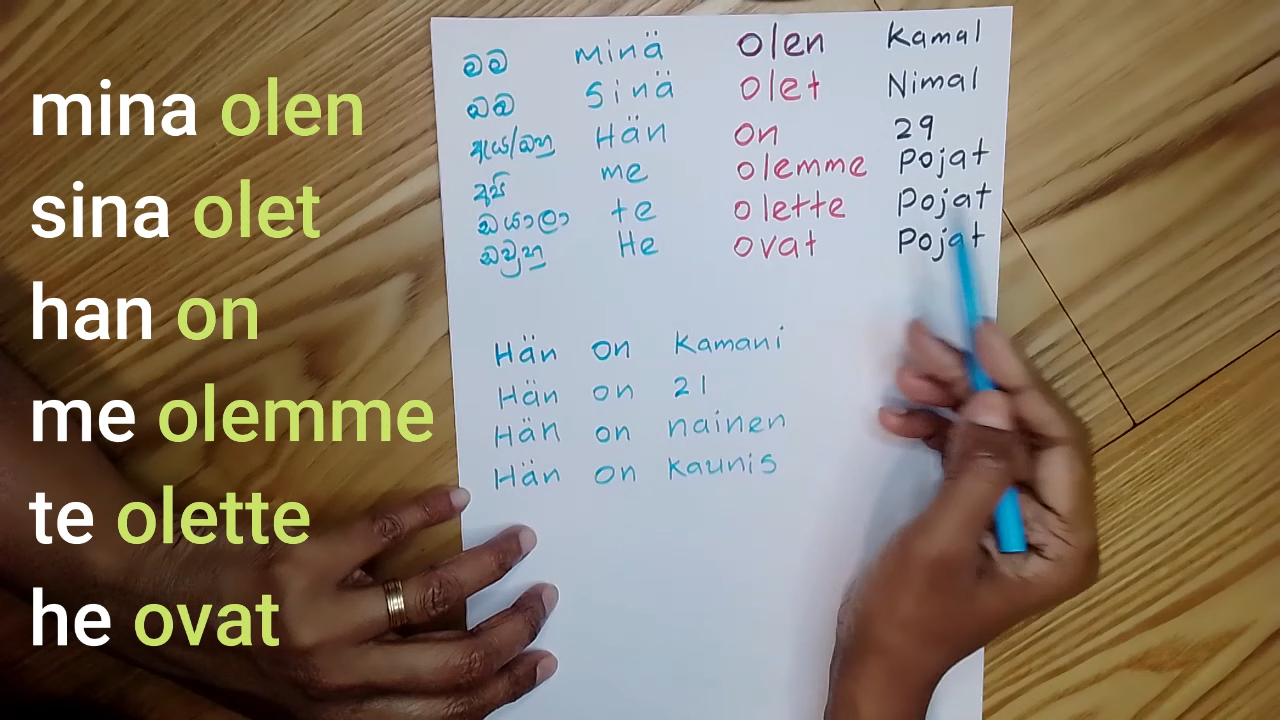 mina olen
sina olet
han on
me olemme
te olette
he ovat
මම minä olen Kamal
ඔබ sinä olet Nimal
ඇය/ඔහු Hän on 29
අපි me olemme Pojat
ඔයාලා te olette Pojat
ඔවුහු He ovat Pojat
Hän on Kamani
Hän on 21
Hän on nainen
Hän on kaunis